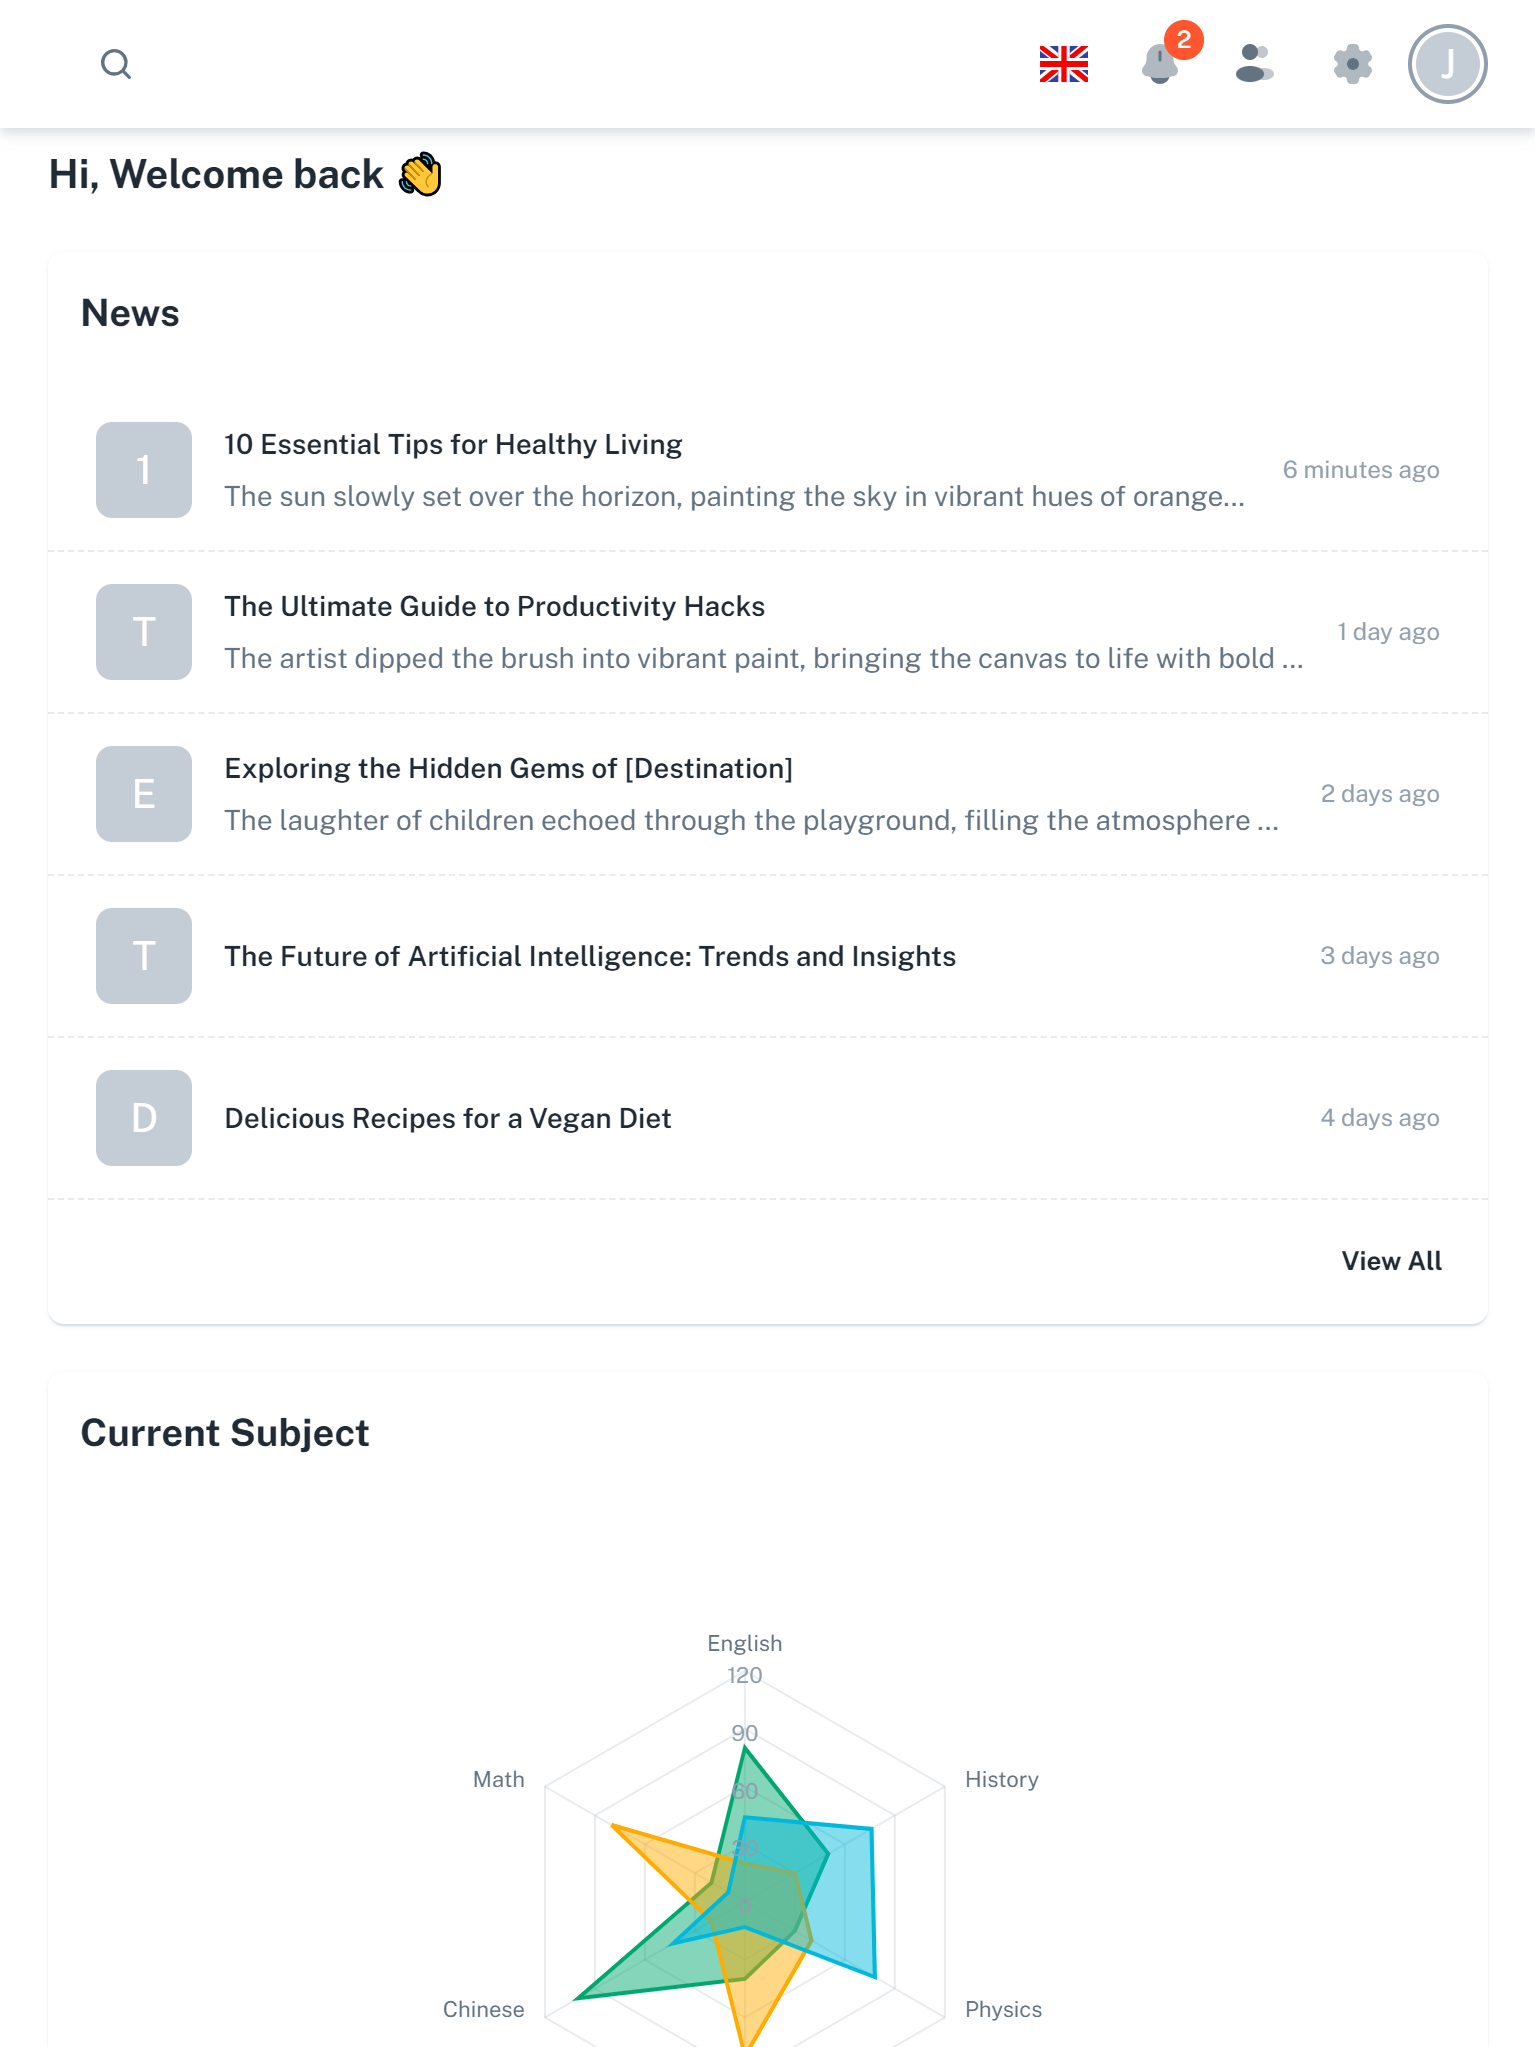 2
J
Hi, Welcome back 👋
News
1
10 Essential Tips for Healthy Living
The sun slowly set over the horizon, painting the sky in vibrant hues of orange...
6 minutes ago
T
The Ultimate Guide to Productivity Hacks
The artist dipped the brush into vibrant paint, bringing the canvas to life with bold ...
1 day ago
E
Exploring the Hidden Gems of [Destination]
The laughter of children echoed through the playground, filling the atmosphere ...
2 days ago
T
The Future of Artificial Intelligence: Trends and Insights
3 days ago
D
Delicious Recipes for a Vegan Diet
4 days ago
View All
Current Subject
English
120
90
Math
History
60
30
0
Chinese
Physics